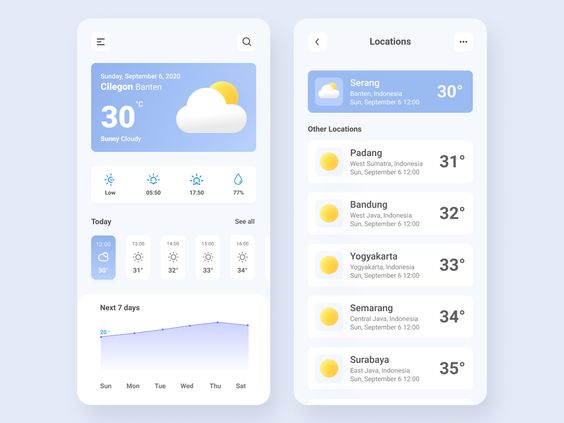 Sunday, September 6, 2020
Cilegon Banten
30°C
Sunny Cloudy
Low
05:50
17:50
77%
Today
See all
12:00
13:00
14:00
15:00
16:00
30°
31°
32°
33°
34°
Next 7 days
26°
Sun
Mon
Tue
Wed
Thu
Sat
Locations
Serang
Banten, Indonesia
Sun, September 6 12:00
30°
Other Locations
Padang
West Sumatra, Indonesia
Sun, September 6 12:00
31°
Bandung
West Java, Indonesia
Sun, September 6 12:00
32°
Yogyakarta
Yogyakarta, Indonesia
Sun, September 6 12:00
33°
Semarang
Central Java, Indonesia
Sun, September 6 12:00
34°
Surabaya
East Java, Indonesia
Sun, September 6 12:00
35°